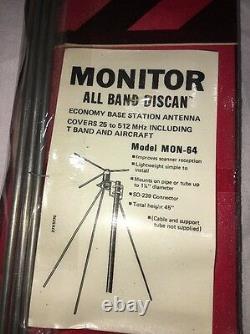 MONITOR
ALL BAND DISCAN
ECONOMY BASE STATION ANTENNA
COVERS 25 to 512 MHz INCLUDING
T BAND AND AIRCRAFT
Model MON-64
•Improves scanner reception
•Lightweight simple to
install
•Mounts on pipe or tube up
to 1¼" diameter
•SO-239 Connector
•Total height 45"
(Cable and support
tube not supplied)